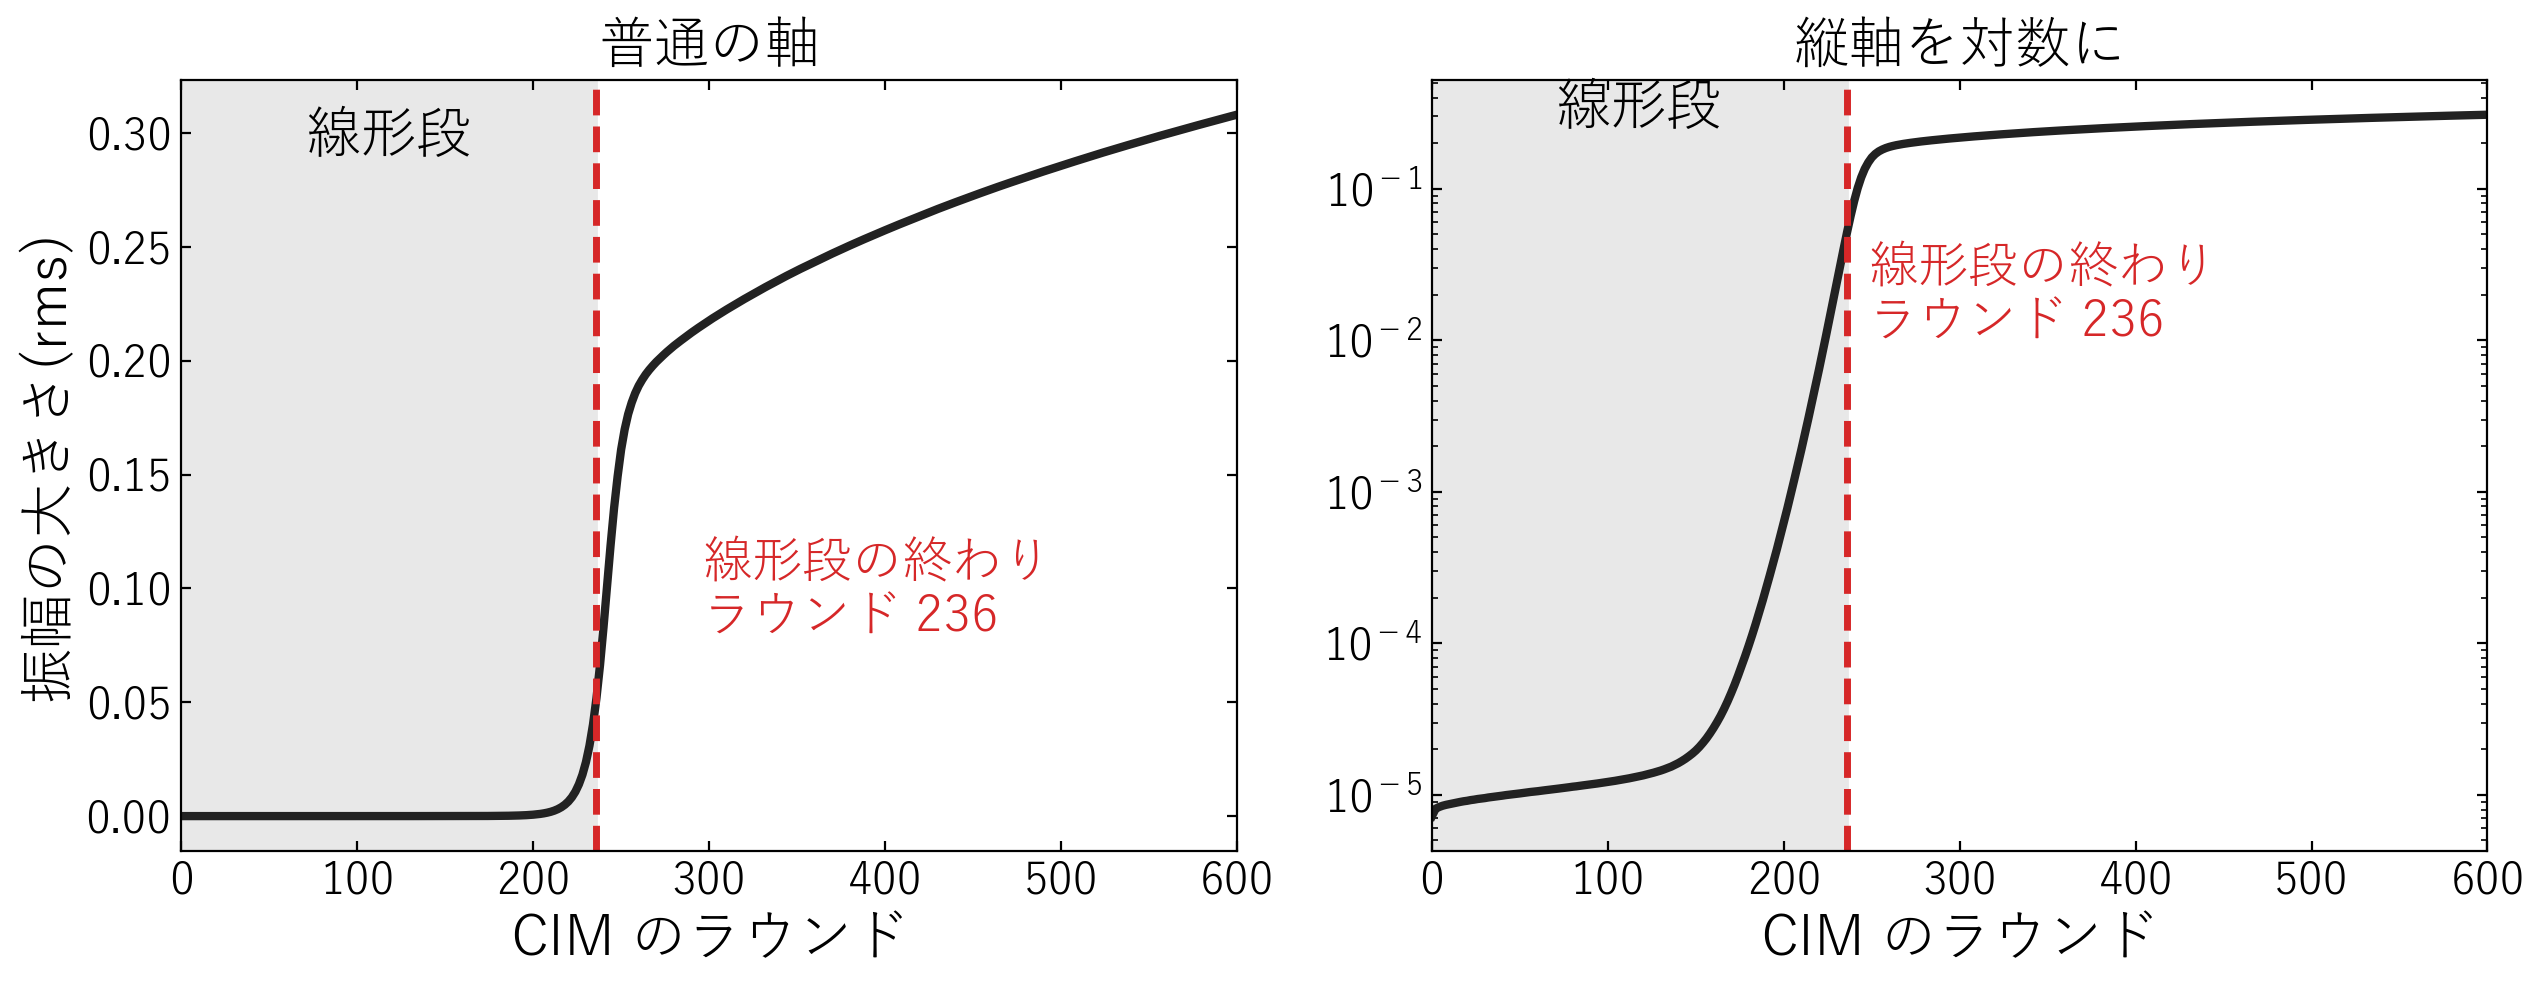 普通の軸
線形段
線形段の終わり
ラウンド 236
振幅の大きさ(rms)
0.30
0.25
0.20
0.15
0.10
0.05
0.00
0 100 200 300 400 500 600
CIM のラウンド
縦軸を対数に
線形段
線形段の終わり
ラウンド 236
10⁻¹
10⁻²
10⁻³
10⁻⁴
10⁻⁵
0 100 200 300 400 500 600
CIM のラウンド